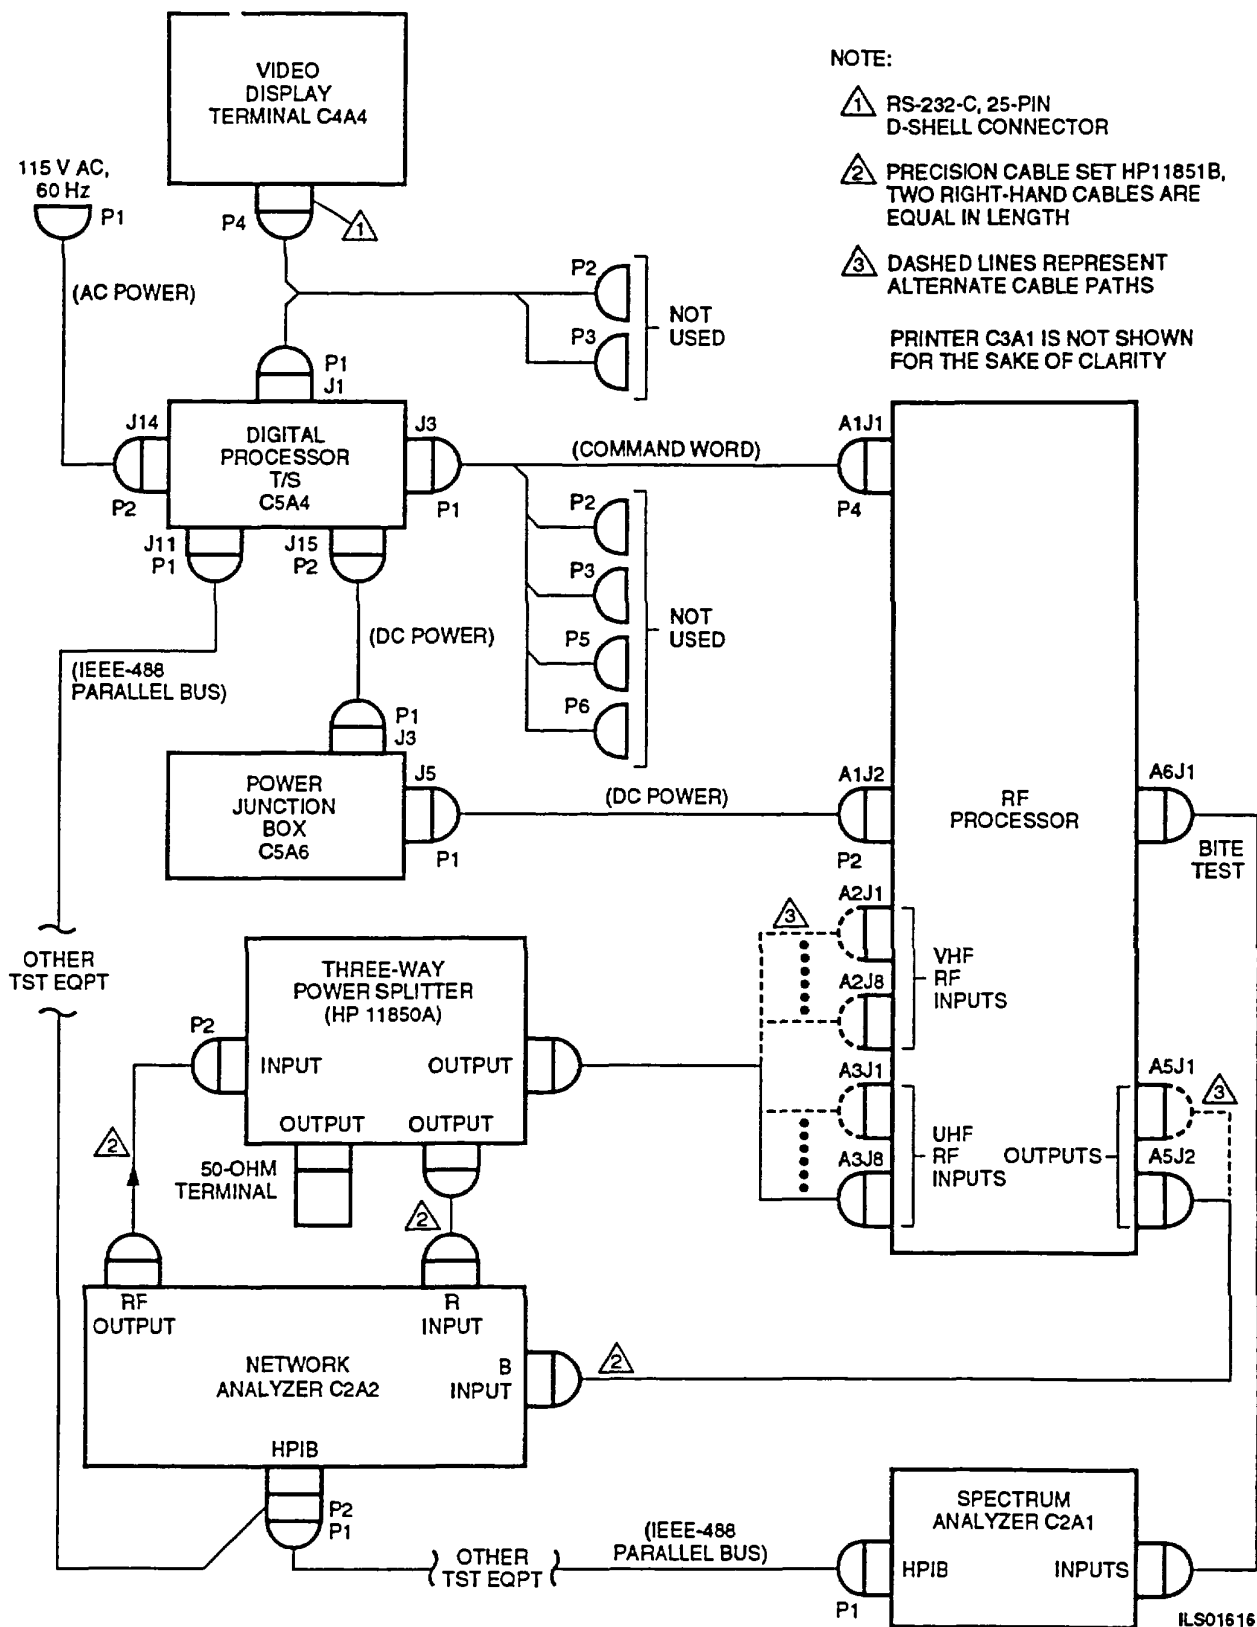 VIDEO
DISPLAY
TERMINAL C4A4
NOTE:
1 RS-232-C, 25-PIN
D-SHELL CONNECTOR
2 PRECISION CABLE SET HP11851B,
TWO RIGHT-HAND CABLES ARE
EQUAL IN LENGTH
3 DASHED LINES REPRESENT
ALTERNATE CABLE PATHS
PRINTER C3A1 IS NOT SHOWN
FOR THE SAKE OF CLARITY
115 V AC,
60 Hz
P1
P4
1
(AC POWER)
P2
P3
NOT
USED
P1
J1
J14
P2
DIGITAL
PROCESSOR
T/S
C5A4
J3
P1
(COMMAND WORD)
A1J1
P4
J11
P1
J15
P2
P2
P3
P5
P6
NOT
USED
(DC POWER)
(IEEE-488
PARALLEL BUS)
P1
J3
POWER
JUNCTION
BOX
C5A6
J5
P1
(DC POWER)
A1J2
P2
RF
PROCESSOR
A6J1
BITE
TEST
OTHER
TST EQPT
THREE-WAY
POWER SPLITTER
(HP 11850A)
P2
INPUT
OUTPUT
OUTPUT
OUTPUT
3
A2J1
A2J8
VHF
RF
INPUTS
A3J1
A3J8
UHF
RF
INPUTS
OUTPUTS
A5J1
A5J2
3
2
50-OHM
TERMINAL
2
RF
OUTPUT
R
INPUT
NETWORK
ANALYZER C2A2
B
INPUT
2
HPIB
P2
P1
OTHER
TST EQPT
(IEEE-488
PARALLEL BUS)
P1
SPECTRUM
ANALYZER C2A1
HPIB
INPUTS
ILS01616